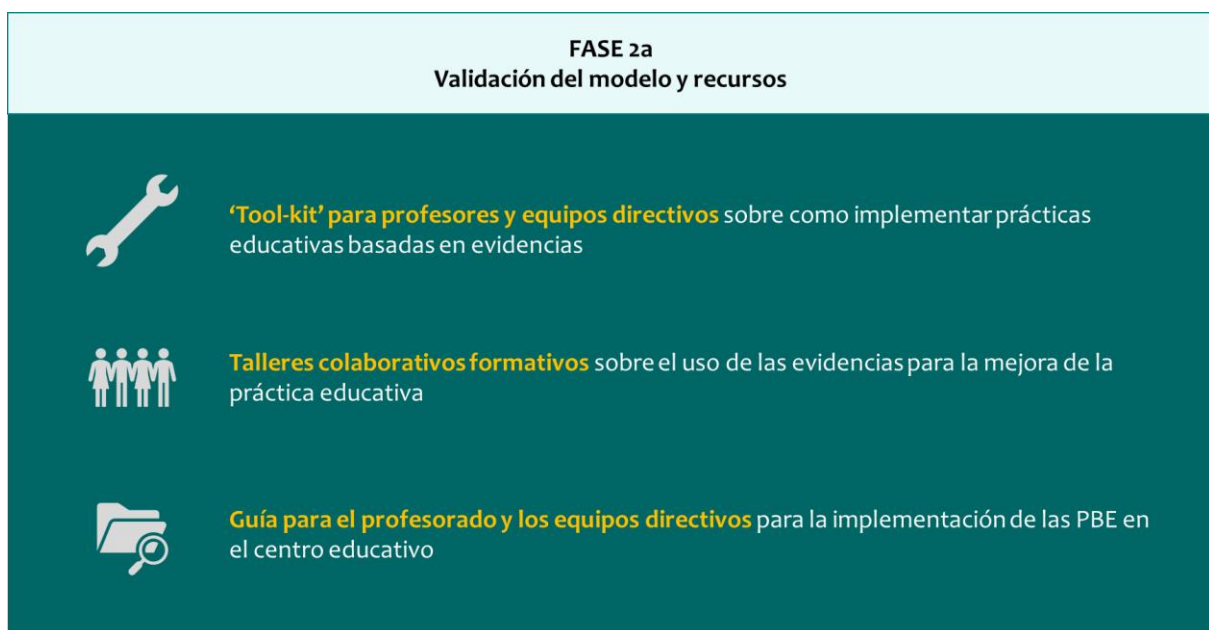 FASE 2a
Validación del modelo y recursos
‘Tool-kit’ para profesores y equipos directivos sobre como implementar prácticas
educativas basadas en evidencias
Talleres colaborativos formativos sobre el uso de las evidencias para la mejora de la
práctica educativa
Guía para el profesorado y los equipos directivos para la implementación de las PBE en
el centro educativo